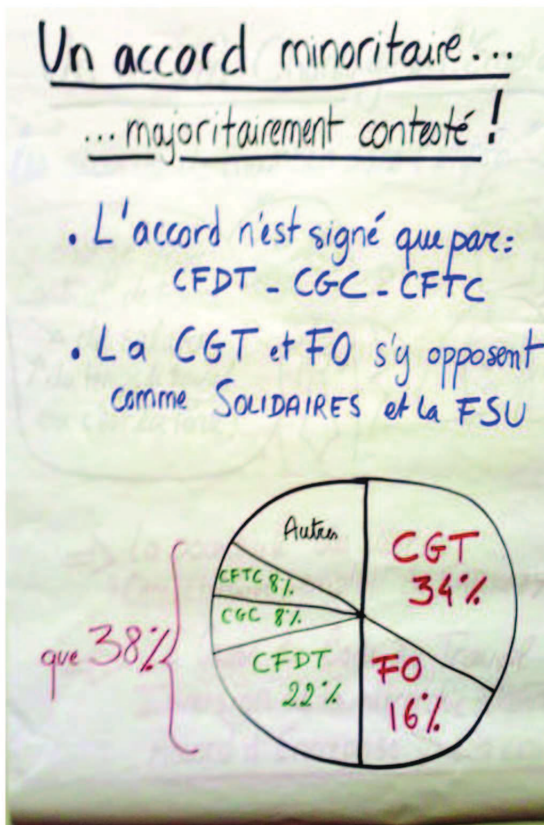 Un accord minoritaire...
...majoritairement contesté !
• L'accord n'est signé que par :
CFDT - CGC - CFTC
• La CGT et FO s'y opposent
comme SOLIDAIRES et la FSU
Autres
CGT
34%
CFTC 8%
CGC 8%
que 38%
CFDT
22%
FO
16%